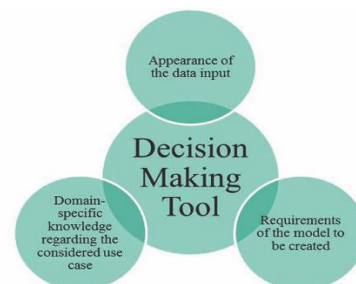 Appearance of
the data input
Decision
Making
Tool
Domain-
specific
knowledge
regarding the
considered use
case
Requirements
of the model to
be created